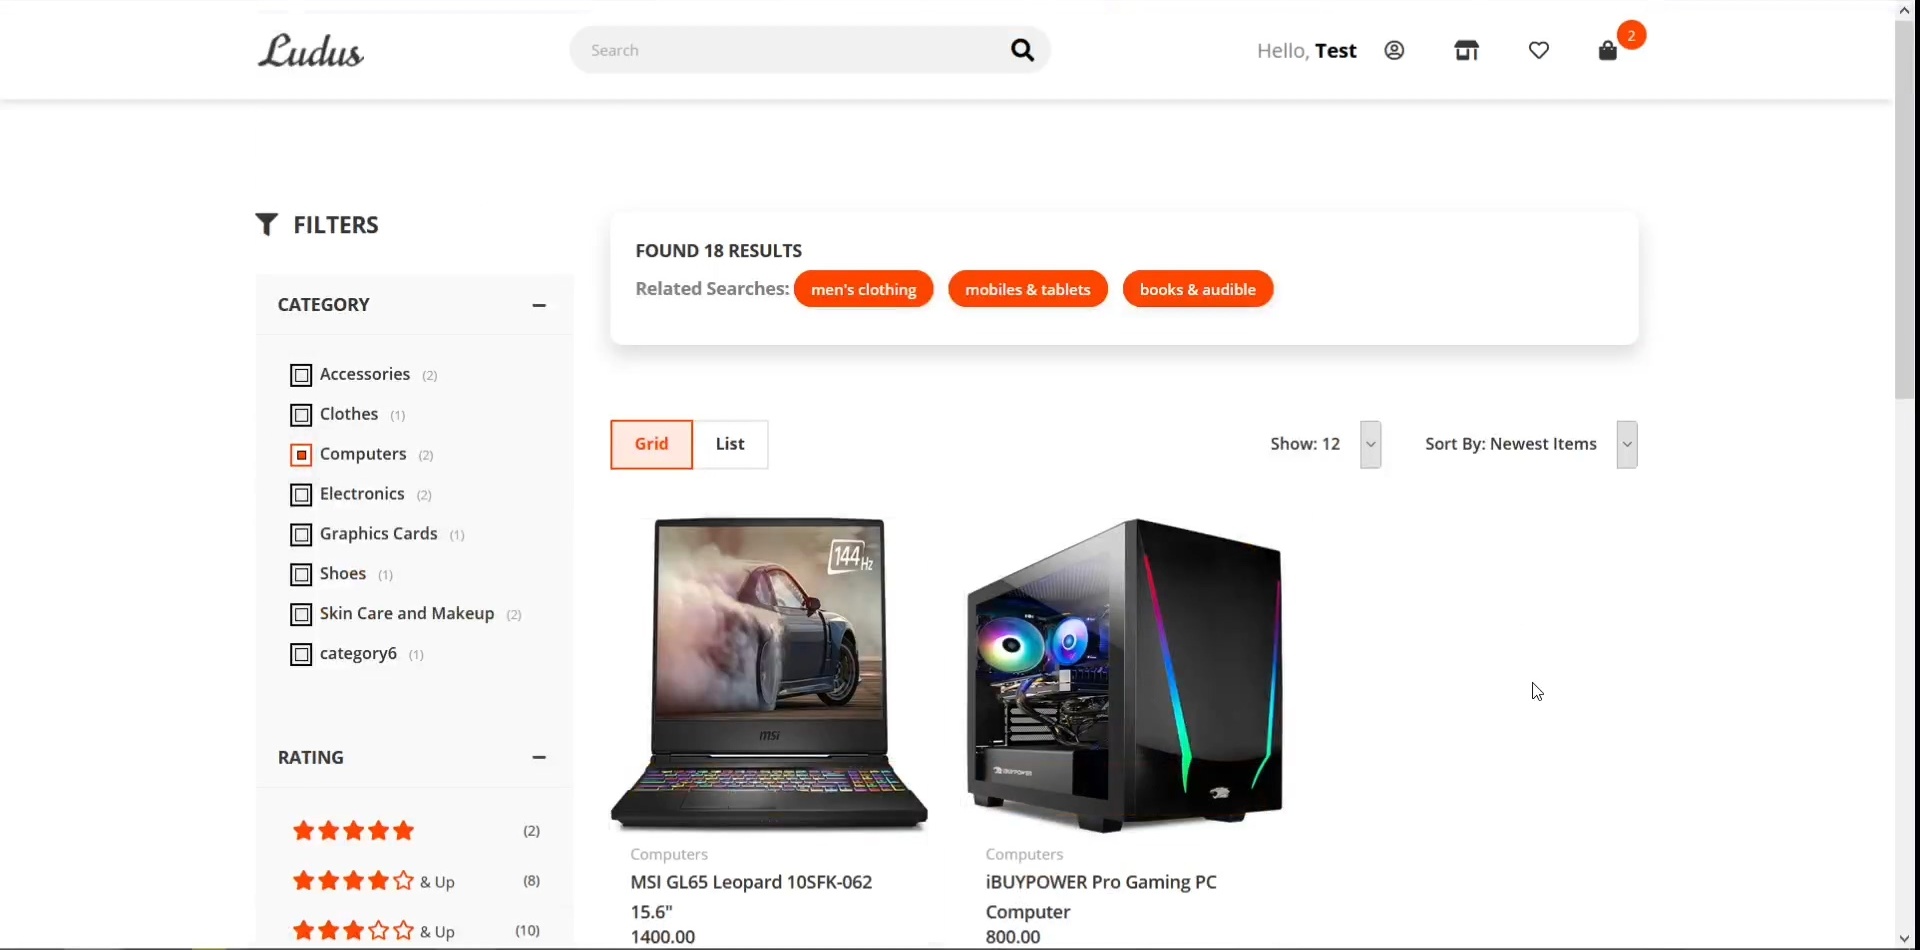 Ludus
Search
Hello, Test
2
FILTERS
CATEGORY
Accessories (2)
Clothes (1)
Computers (2)
Electronics (2)
Graphics Cards (1)
Shoes (1)
Skin Care and Makeup (2)
category6 (1)
RATING
(2)
& Up (8)
& Up (10)
FOUND 18 RESULTS
Related Searches: men's clothing mobiles & tablets books & audible
Grid List
Show: 12 Sort By: Newest Items
144Hz
msi
Computers
MSI GL65 Leopard 10SFK-062
15.6"
1400.00
iBUYPOWER
Computers
iBUYPOWER Pro Gaming PC
Computer
800.00